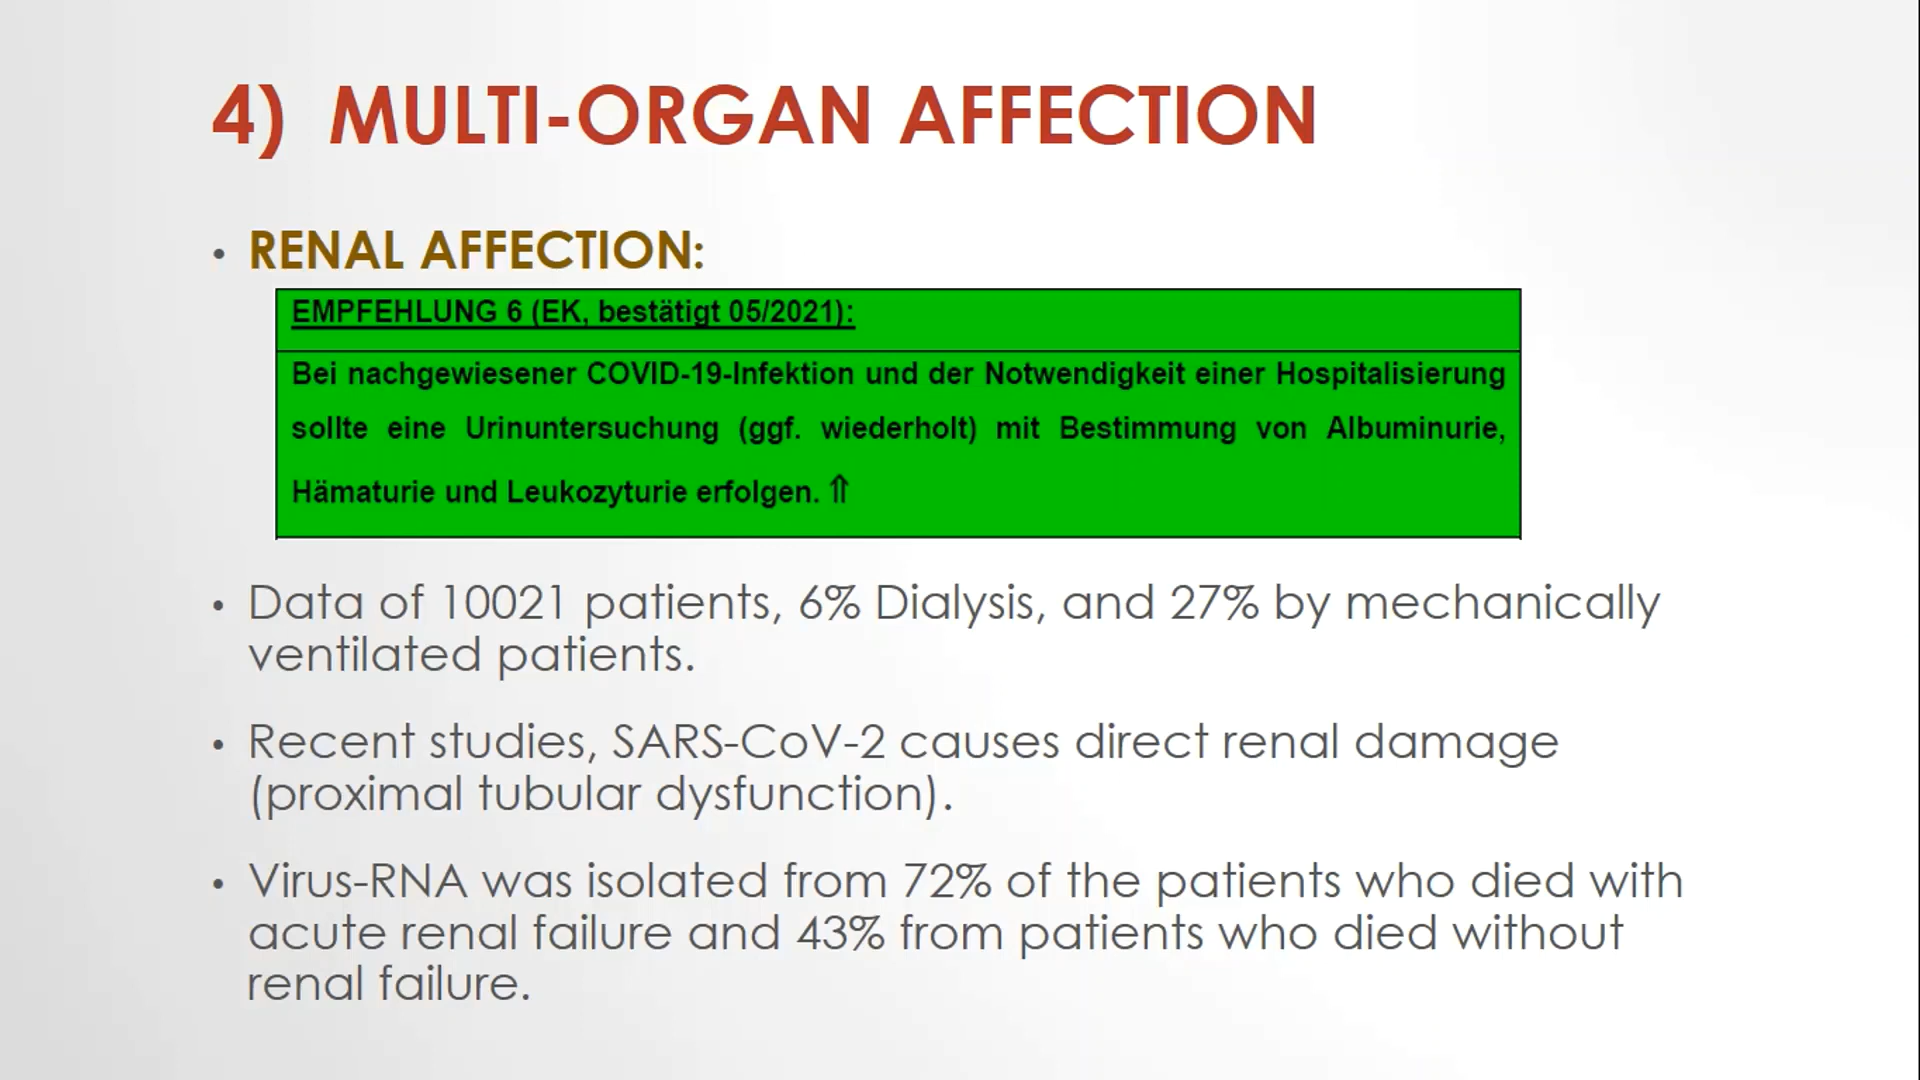 4) MULTI-ORGAN AFFECTION
• RENAL AFFECTION:
EMPFEHLUNG 6 (EK, bestätigt 05/2021):
Bei nachgewiesener COVID-19-Infektion und der Notwendigkeit einer Hospitalisierung
sollte eine Urinuntersuchung (ggf. wiederholt) mit Bestimmung von Albuminurie,
Hämaturie und Leukozyturie erfolgen. ⇑
• Data of 10021 patients, 6% Dialysis, and 27% by mechanically
ventilated patients.
• Recent studies, SARS-CoV-2 causes direct renal damage
(proximal tubular dysfunction).
• Virus-RNA was isolated from 72% of the patients who died with
acute renal failure and 43% from patients who died without
renal failure.